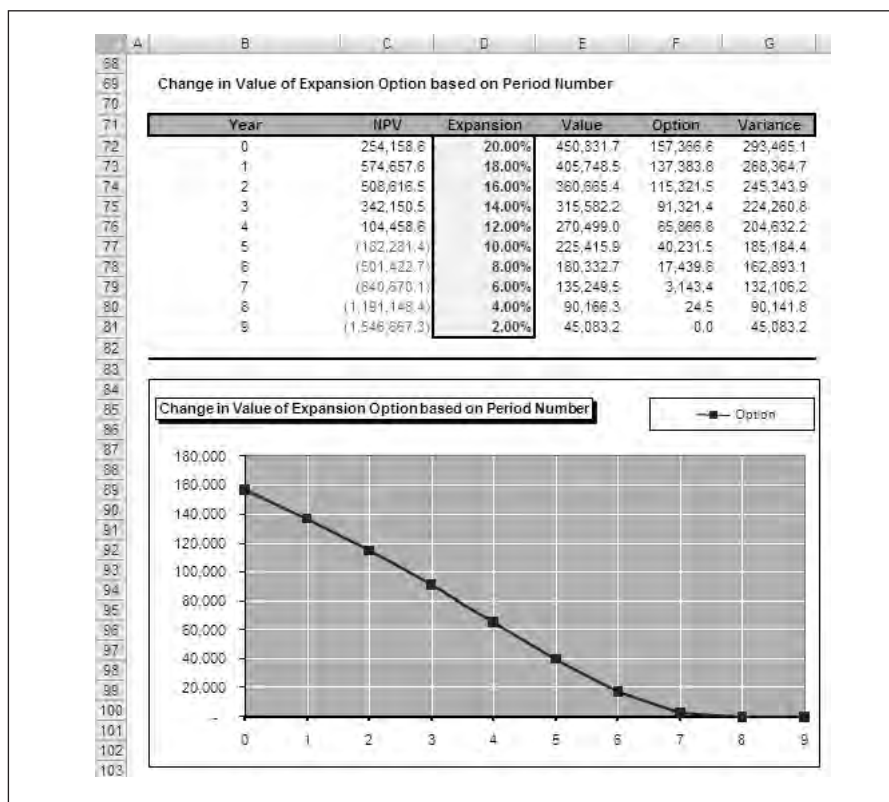 A B C D E F G
68
69 Change in Value of Expansion Option based on Period Number
70
71 Year NPV Expansion Value Option Variance
72 0 254,158.6 20.00% 450,831.7 157,366.6 293,465.1
73 1 574,657.6 18.00% 405,748.5 137,383.8 268,364.7
74 2 508,616.5 16.00% 360,665.4 115,321.5 245,343.9
75 3 342,150.5 14.00% 315,582.2 91,321.4 224,260.8
76 4 104,458.6 12.00% 270,499.0 65,866.8 204,632.2
77 5 (182,281.4) 10.00% 225,415.9 40,231.5 185,184.4
78 6 (501,422.7) 8.00% 180,332.7 17,439.6 162,893.1
79 7 (840,670.1) 6.00% 135,249.5 3,143.4 132,106.2
80 8 (1,191,148.4) 4.00% 90,166.3 24.5 90,141.8
81 9 (1,546,667.3) 2.00% 45,083.2 0.0 45,083.2
82
83
84
85 Change in Value of Expansion Option based on Period Number Option
86
87
88 180,000
89 160,000
90 140,000
91
92 120,000
93 100,000
94
95 80,000
96 60,000
97
98 40,000
99 20,000
100 -
101
102 0 1 2 3 4 5 6 7 8 9
103